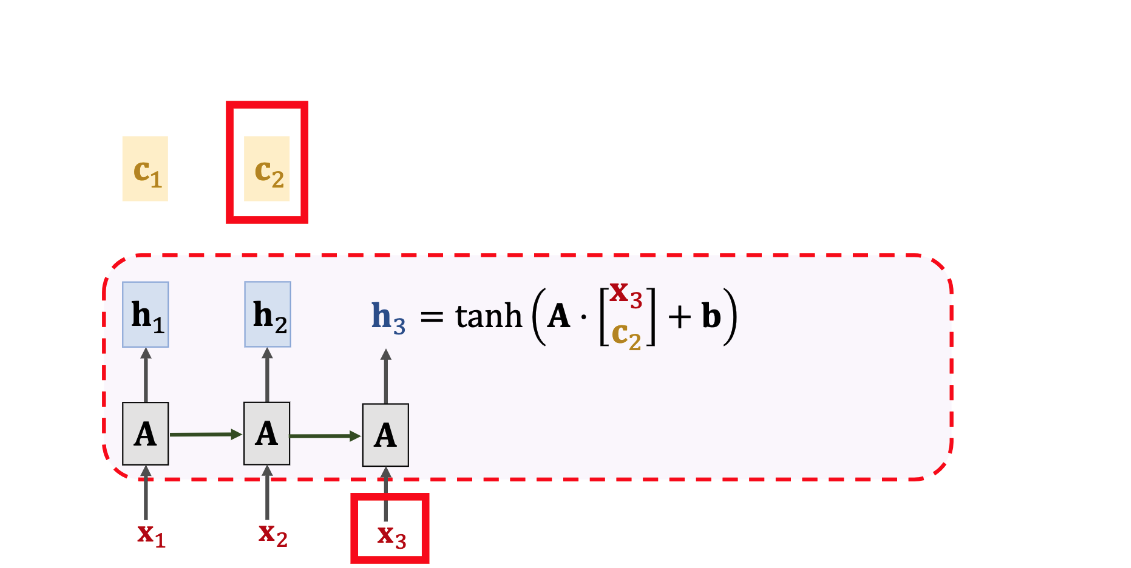 c₁ c₂
h₁ h₂ h₃ = tanh(A · [x₃ c₂] + b)
A A A
x₁ x₂ x₃